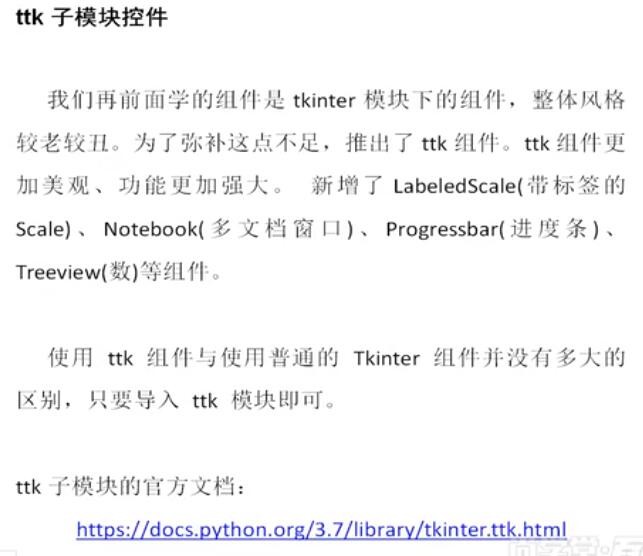 ttk 子模块控件
我们再前面学的组件是 tkinter 模块下的组件，整体风格
较老较丑。为了弥补这点不足，推出了 ttk 组件。ttk 组件更
加美观、功能更加强大。 新增了 LabeledScale(带标签的
Scale)、Notebook(多文档窗口)、Progressbar(进度条)、
Treeview(数)等组件。
使用 ttk 组件与使用普通的 Tkinter 组件并没有多大的
区别，只要导入 ttk 模块即可。
ttk 子模块的官方文档：
https://docs.python.org/3.7/library/tkinter.ttk.html